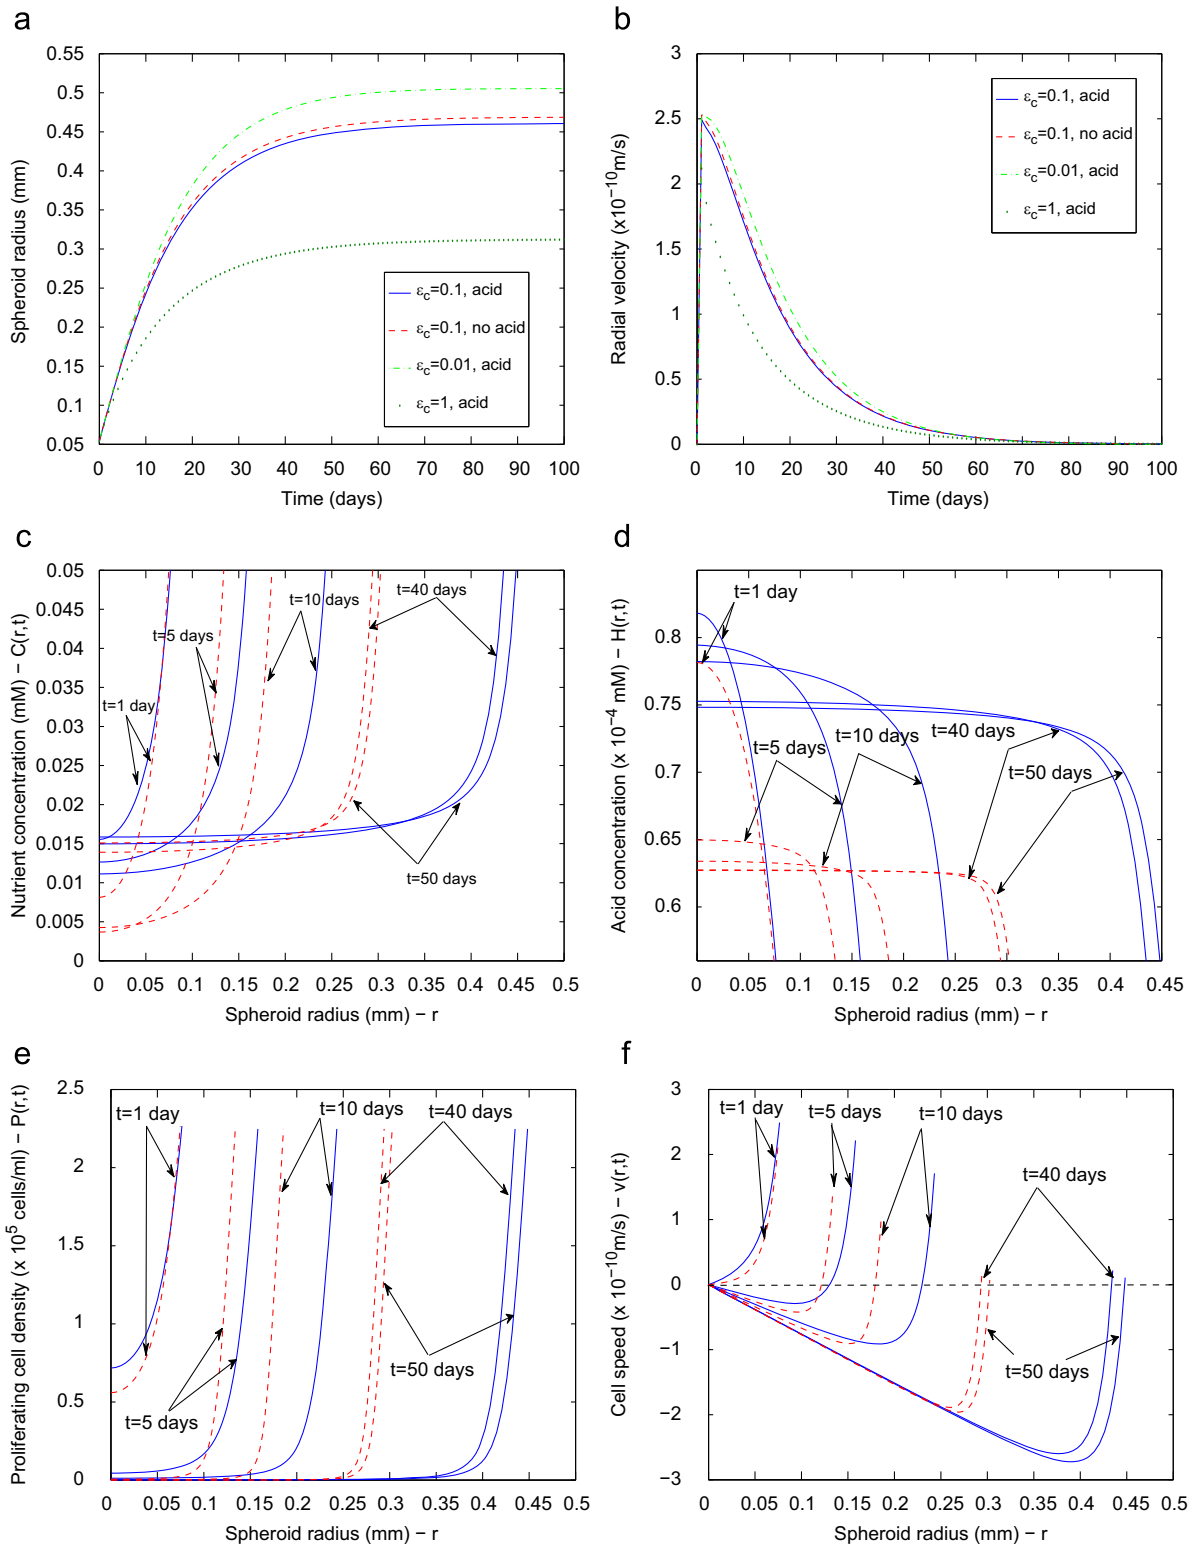 a
0.55
0.5
0.45
0.4
0.35
0.3
0.25
0.2
0.15
0.1
0.05
0 10 20 30 40 50 60 70 80 90 100
Spheroid radius (mm)
Time (days)
εc=0.1, acid
εc=0.1, no acid
εc=0.01, acid
εc=1, acid
b
3
2.5
2
1.5
1
0.5
0
0 10 20 30 40 50 60 70 80 90 100
Radial velocity (x10−10m/s)
Time (days)
εc=0.1, acid
εc=0.1, no acid
εc=0.01, acid
εc=1, acid
c
0.05
0.045
0.04
0.035
0.03
0.025
0.02
0.015
0.01
0.005
0
0 0.05 0.1 0.15 0.2 0.25 0.3 0.35 0.4 0.45 0.5
Nutrient concentration (mM) − C(r,t)
Spheroid radius (mm) − r
t=40 days
t=10 days
t=5 days
t=1 day
t=50 days
d
0.8
0.75
0.7
0.65
0.6
0 0.05 0.1 0.15 0.2 0.25 0.3 0.35 0.4 0.45
Acid concentration (x 10−4 mM) − H(r,t)
Spheroid radius (mm) − r
t=1 day
t=40 days
t=10 days
t=5 days
t=50 days
e
2.5
2
1.5
1
0.5
0
0 0.05 0.1 0.15 0.2 0.25 0.3 0.35 0.4 0.45 0.5
Proliferating cell density (x 105 cells/ml) − P(r,t)
Spheroid radius (mm) − r
t=1 day
t=10 days
t=40 days
t=50 days
t=5 days
f
3
2
1
0
−1
−2
−3
0 0.05 0.1 0.15 0.2 0.25 0.3 0.35 0.4 0.45 0.5
Cell speed (x 10−10m/s) − v(r,t)
Spheroid radius (mm) − r
t=1 day
t=5 days
t=10 days
t=40 days
t=50 days